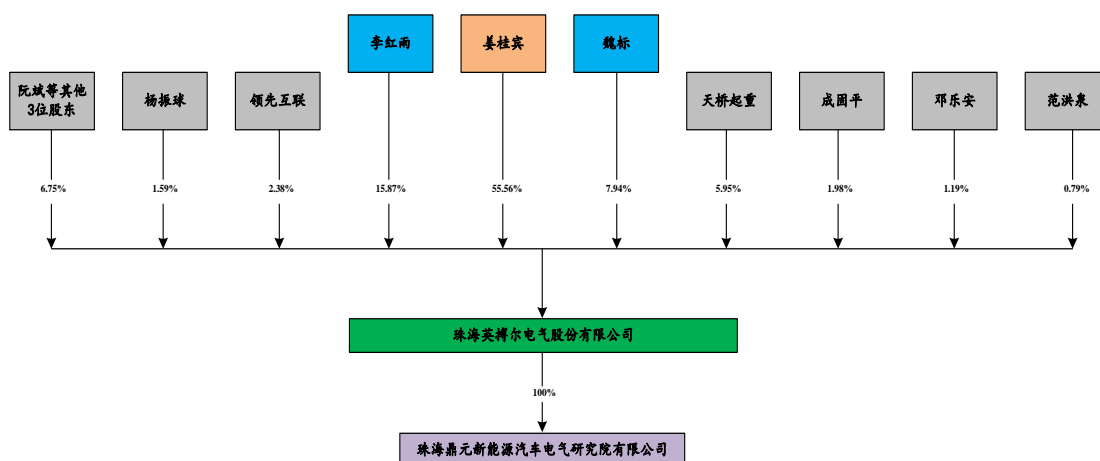 李红雨
姜桂宾
魏标
阮斌等其他
3位股东
杨振球
领先互联
天桥起重
成固平
邓乐安
范洪泉
6.75%
1.59%
2.38%
15.87%
55.56%
7.94%
5.95%
1.98%
1.19%
0.79%
珠海英搏尔电气股份有限公司
100%
珠海鼎元新能源汽车电气研究院有限公司